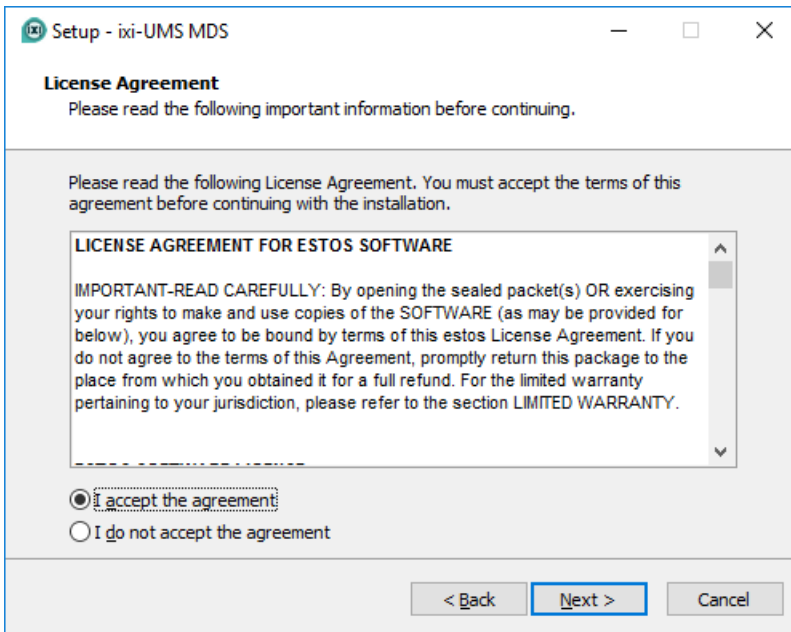 ixi
Setup - ixi-UMS MDS
License Agreement
Please read the following important information before continuing.
Please read the following License Agreement. You must accept the terms of this
agreement before continuing with the installation.
LICENSE AGREEMENT FOR ESTOS SOFTWARE
IMPORTANT-READ CAREFULLY: By opening the sealed packet(s) OR exercising
your rights to make and use copies of the SOFTWARE (as may be provided for
below), you agree to be bound by terms of this estos License Agreement. If you
do not agree to the terms of this Agreement, promptly return this package to the
place from which you obtained it for a full refund. For the limited warranty
pertaining to your jurisdiction, please refer to the section LIMITED WARRANTY.
I accept the agreement
I do not accept the agreement
< Back
Next >
Cancel